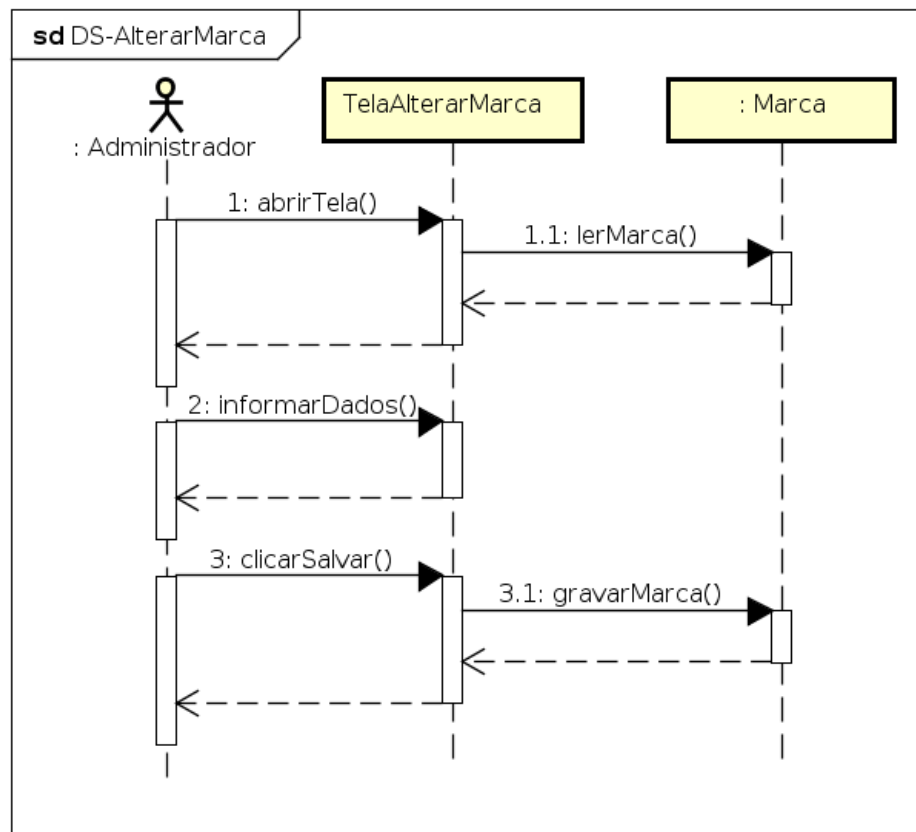 sd DS-AlterarMarca
: Administrador
TelaAlterarMarca
: Marca
1: abrirTela()
1.1: lerMarca()
2: informarDados()
3: clicarSalvar()
3.1: gravarMarca()